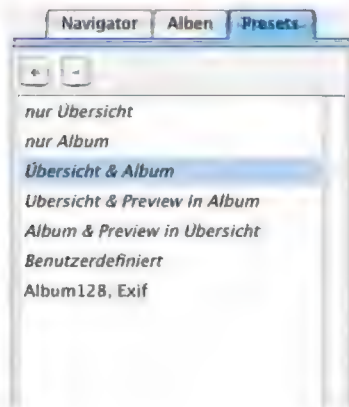 Navigator Alben Presets
+ -
nur Übersicht
nur Album
Übersicht & Album
Übersicht & Preview in Album
Album & Preview in Übersicht
Benutzerdefiniert
Album128, Exif